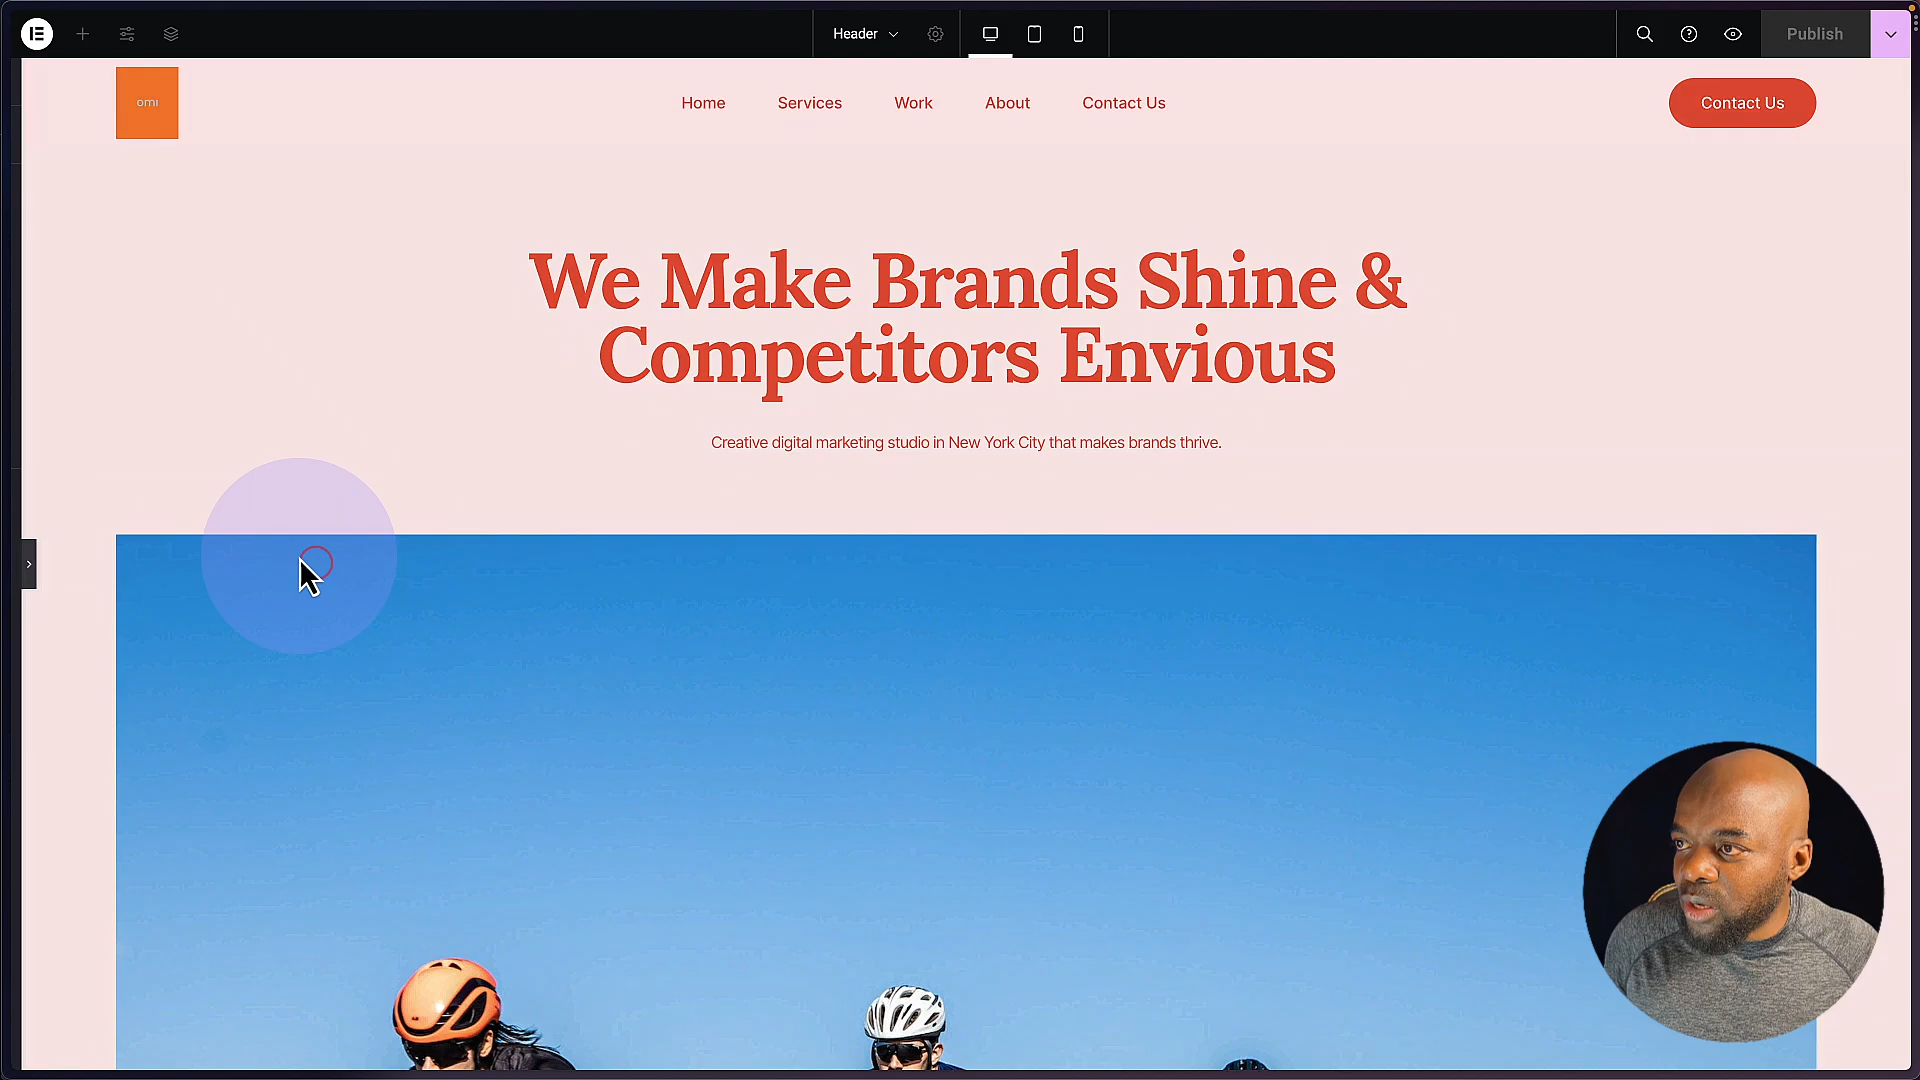 Header
Publish
omi
Home
Services
Work
About
Contact Us
Contact Us
We Make Brands Shine &
Competitors Envious
Creative digital marketing studio in New York City that makes brands thrive.